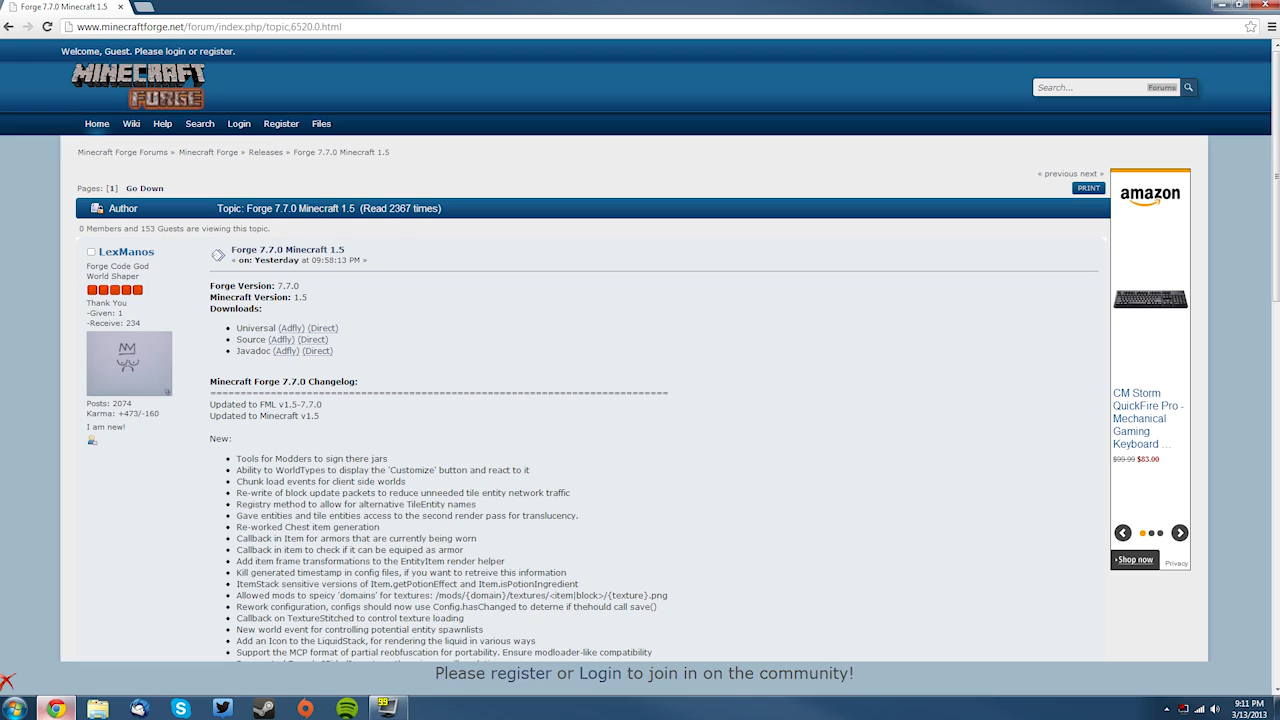 Forge 7.7.0 Minecraft 1.5
www.minecraftforge.net/forum/index.php/topic,6520.0.html
Welcome, Guest. Please login or register.
MINECRAFT
FORGE
Search...
Forums
Home
Wiki
Help
Search
Login
Register
Files
Minecraft Forge Forums » Minecraft Forge » Releases » Forge 7.7.0 Minecraft 1.5
« previous next »
Pages: [1] Go Down
PRINT
Author
Topic: Forge 7.7.0 Minecraft 1.5 (Read 2367 times)
0 Members and 153 Guests are viewing this topic.
LexManos
Forge Code God
World Shaper
Thank You
-Given: 1
-Receive: 234
Posts: 2074
Karma: +473/-160
I am new!
Forge 7.7.0 Minecraft 1.5
« on: Yesterday at 09:58:13 PM »
Forge Version: 7.7.0
Minecraft Version: 1.5
Downloads:
Universal (Adfly) (Direct)
Source (Adfly) (Direct)
Javadoc (Adfly) (Direct)
Minecraft Forge 7.7.0 Changelog:
============================================================================
Updated to FML v1.5-7.7.0
Updated to Minecraft v1.5
New:
Tools for Modders to sign there jars
Ability to WorldTypes to display the 'Customize' button and react to it
Chunk load events for client side worlds
Re-write of block update packets to reduce unneeded tile entity network traffic
Registry method to allow for alternative TileEntity names
Gave entities and tile entities access to the second render pass for translucency.
Re-worked Chest item generation
Callback in Item for armors that are currently being worn
Callback in item to check if it can be equiped as armor
Add item frame transformations to the EntityItem render helper
Kill generated timestamp in config files, if you want to retreive this information
ItemStack sensitive versions of Item.getPotionEffect and Item.isPotionIngredient
Allowed mods to speicy 'domains' for textures: /mods/{domain}/textures/<item|block>/{texture}.png
Rework configuration, configs should now use Config.hasChanged to deterne if thehould call save()
Callback on TextureStitched to control texture loading
New world event for controlling potential entity spawnlists
Add an Icon to the LiquidStack, for rendering the liquid in various ways
Support the MCP format of partial reobfuscation for portability. Ensure modloader-like compatibility
amazon
CM Storm
QuickFire Pro -
Mechanical
Gaming
Keyboard ...
$99.99 $83.00
Shop now
Privacy
Please register or Login to join in on the community!
99
9:11 PM
3/13/2013